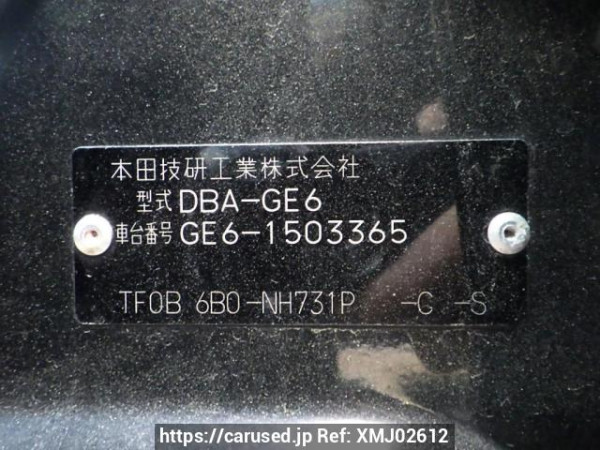 本田技研工業株式会社
型式 DBA-GE6
車台番号 GE6-1503365
TF0B 6B0-NH731P -C -S
https://carused.jp Ref: XMJ02612